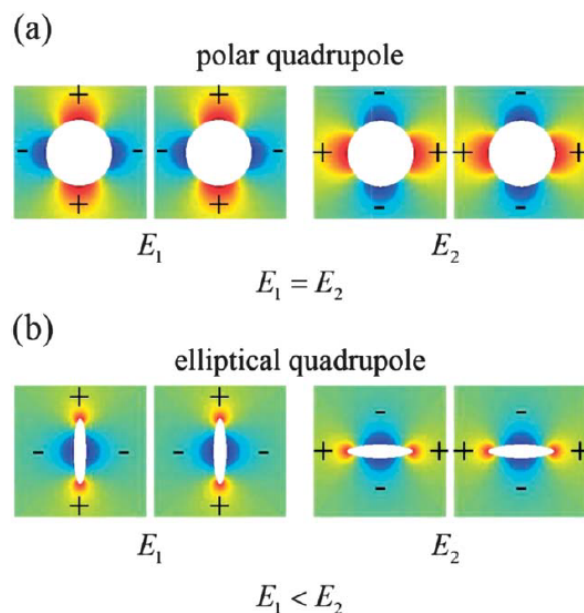 (a)
polar quadrupole
+ + - -
- - - - + + + +
+ + - -
E₁ E₂
E₁ = E₂
(b)
elliptical quadrupole
+ + - -
- - - - + + + +
+ + - -
E₁ E₂
E₁ < E₂